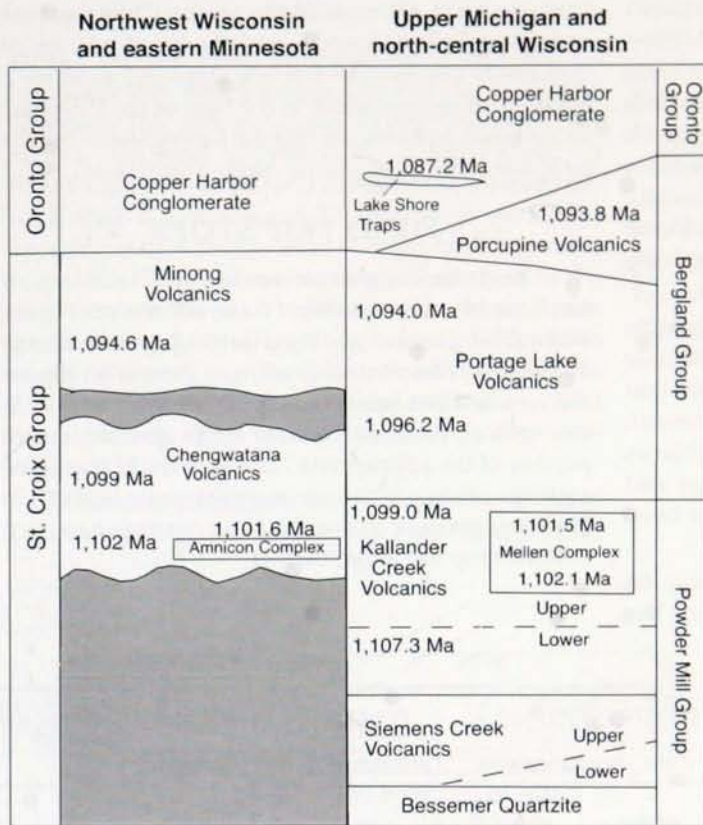 Northwest Wisconsin
and eastern Minnesota
Upper Michigan and
north-central Wisconsin
Oronto Group
Copper Harbor
Conglomerate
St. Croix Group
Minong
Volcanics
1,094.6 Ma
Chengwatana
Volcanics
1,099 Ma
1,101.6 Ma
1,102 Ma
Amnicon Complex
Copper Harbor
Conglomerate
1,087.2 Ma
Lake Shore
Traps
1,093.8 Ma
Porcupine Volcanics
1,094.0 Ma
Portage Lake
Volcanics
1,096.2 Ma
1,099.0 Ma
Kallander
Creek
Volcanics
1,101.5 Ma
Mellen Complex
1,102.1 Ma
Upper
Lower
1,107.3 Ma
Siemens Creek
Volcanics
Upper
Lower
Bessemer Quartzite
Oronto
Group
Bergland Group
Powder Mill Group